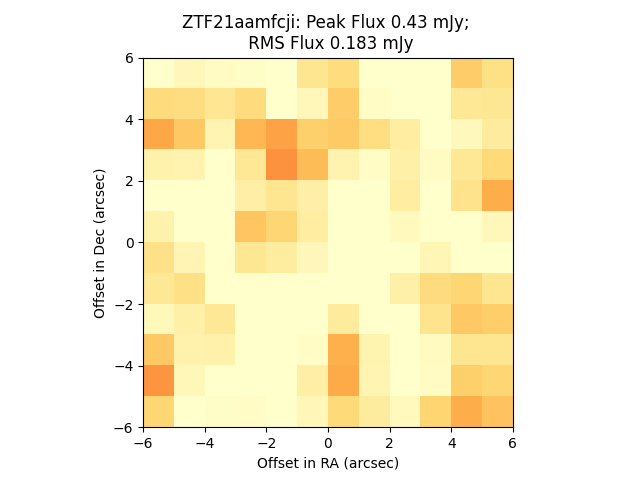 ZTF21aamfcji: Peak Flux 0.43 mJy;
RMS Flux 0.183 mJy
6
4
2
0
−2
−4
−6
Offset in Dec (arcsec)
−6 −4 −2 0 2 4 6
Offset in RA (arcsec)